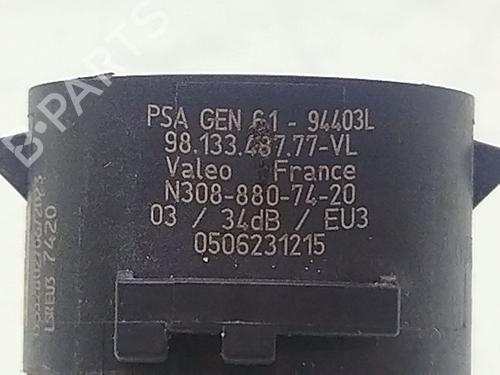 PSA GEN 61 - 94403L
98.133.487.77-VL
Valeo France
N308-880-74-20
03 / 34dB / EU3
0506231215
7420
B-PARTS